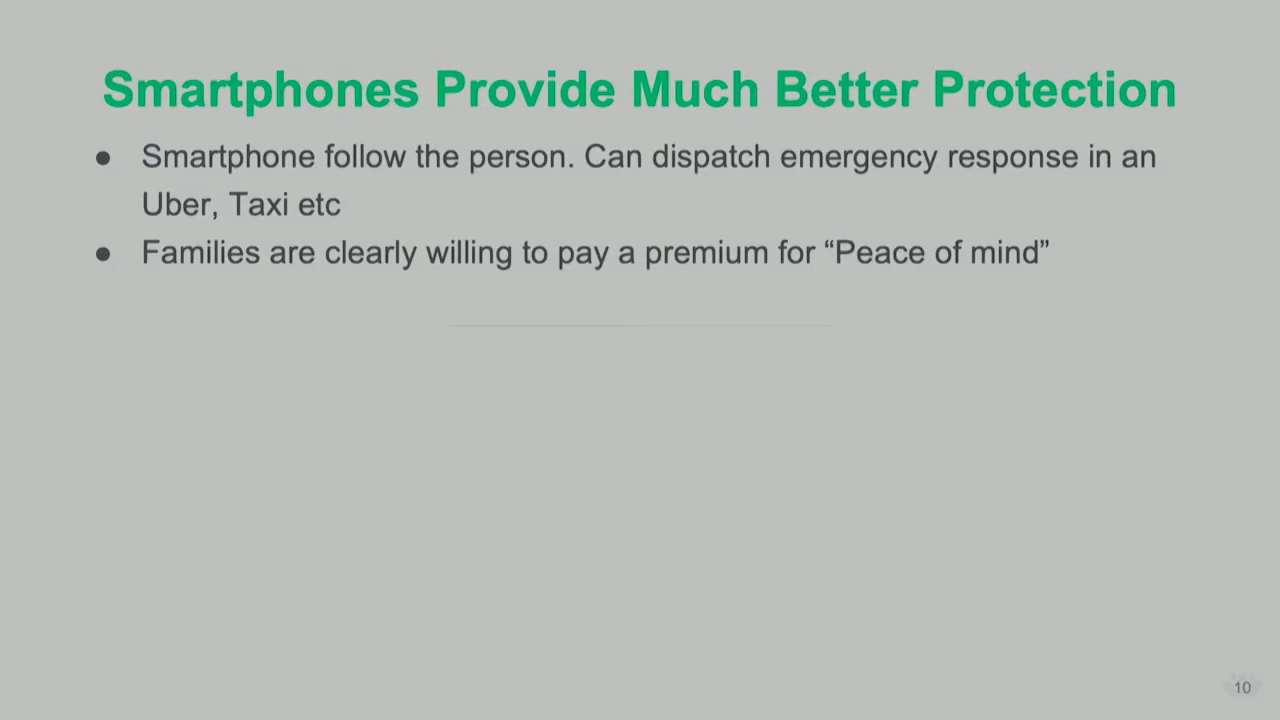 Smartphones Provide Much Better Protection
● Smartphone follow the person. Can dispatch emergency response in an
Uber, Taxi etc
● Families are clearly willing to pay a premium for “Peace of mind”
10